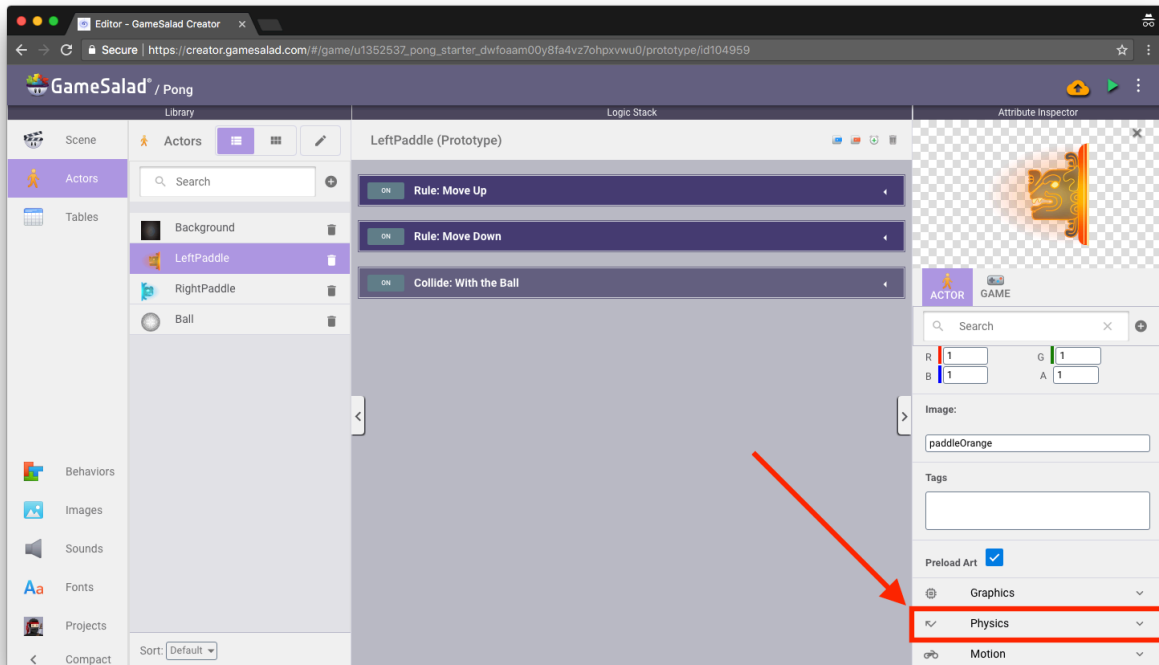 Editor - GameSalad Creator
Secure | https://creator.gamesalad.com/#/game/u1352537_pong_starter_dwfoaam00y8fa4vz7ohpxvwu0/prototype/id104959
GameSalad® / Pong
Library
Logic Stack
Attribute Inspector
Scene
Actors
Tables
Behaviors
Images
Sounds
Aa Fonts
Projects
Compact
Actors
Search
Background
LeftPaddle
RightPaddle
Ball
Sort: Default
LeftPaddle (Prototype)
ON Rule: Move Up
ON Rule: Move Down
ON Collide: With the Ball
ACTOR GAME
Search
R 1 G 1
B 1 A 1
Image:
paddleOrange
Tags
Preload Art
Graphics
Physics
Motion